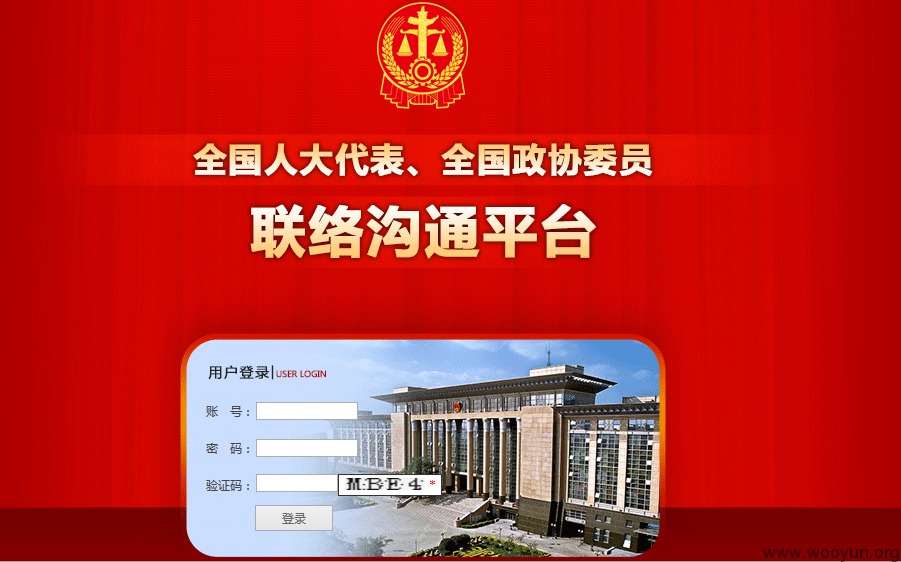 全国人大代表、全国政协委员
联络沟通平台
用户登录|USER LOGIN
账 号：
密 码：
验证码： MBE4 *
登录
www.wooyun.org